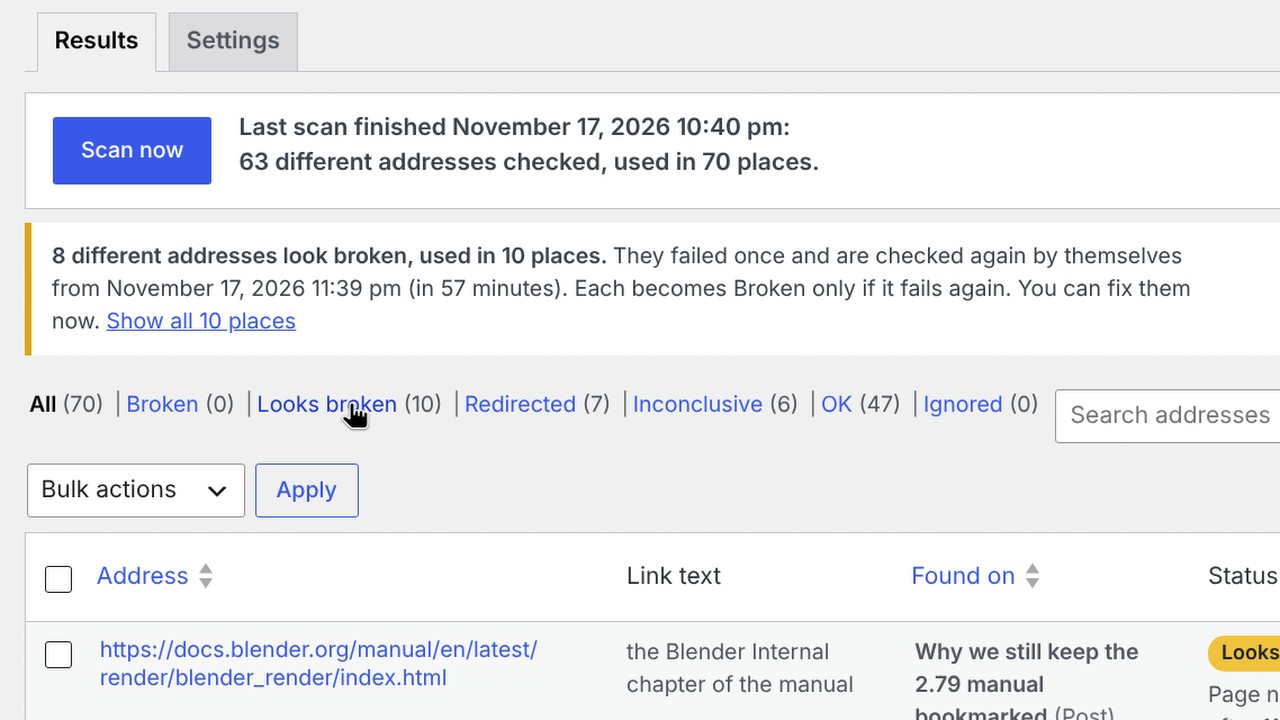 Results
Settings
Scan now
Last scan finished November 17, 2026 10:40 pm:
63 different addresses checked, used in 70 places.
8 different addresses look broken, used in 10 places. They failed once and are checked again by themselves
from November 17, 2026 11:39 pm (in 57 minutes). Each becomes Broken only if it fails again. You can fix them
now. Show all 10 places
All (70) | Broken (0) | Looks broken (10) | Redirected (7) | Inconclusive (6) | OK (47) | Ignored (0)
Search addresses
Bulk actions
Apply
Address
Link text
Found on
Status
https://docs.blender.org/manual/en/latest/
render/blender_render/index.html
the Blender Internal
chapter of the manual
Why we still keep the
2.79 manual
bookmarked (Post)
Looks
Page n